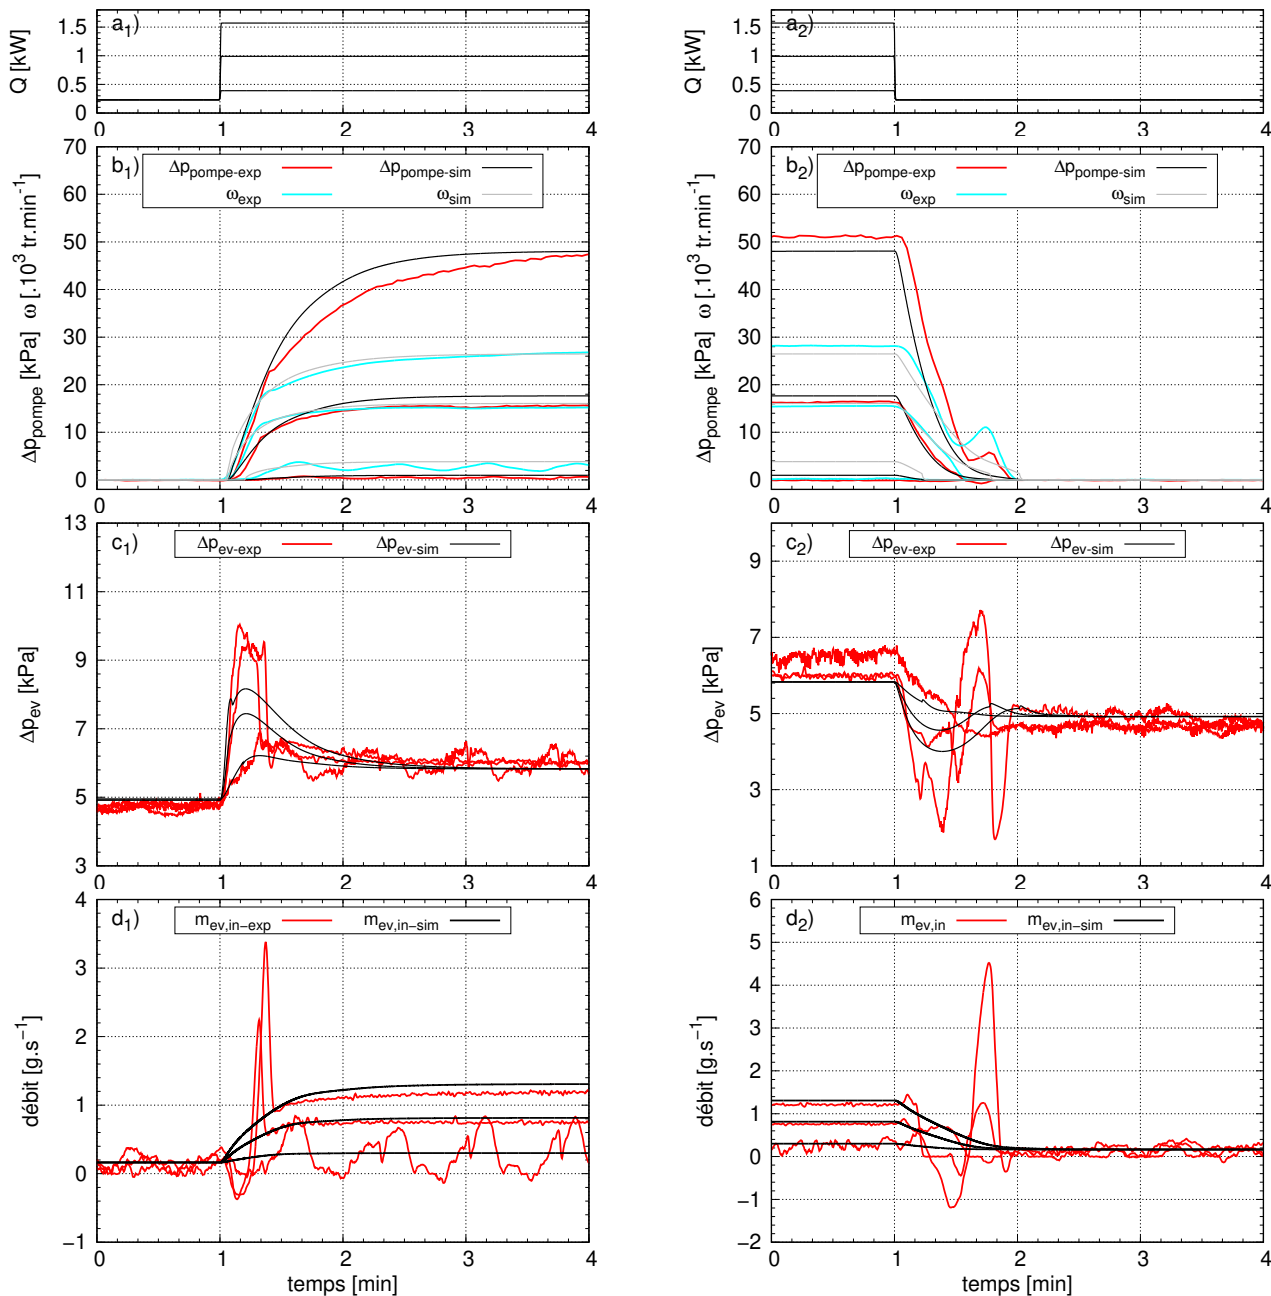 a1)
Q [kW]
1.5
1
0.5
0
0 1 2 3 4
a2)
Q [kW]
1.5
1
0.5
0
0 1 2 3 4
b1)
Δppompe-exp Δppompe-sim
ωexp ωsim
Δppompe [kPa] ω [.10³ tr.min⁻¹]
70
60
50
40
30
20
10
0
0 1 2 3 4
b2)
Δppompe-exp Δppompe-sim
ωexp ωsim
Δppompe [kPa] ω [.10³ tr.min⁻¹]
70
60
50
40
30
20
10
0
0 1 2 3 4
c1)
Δpev-exp Δpev-sim
Δpev [kPa]
13
11
9
7
5
3
0 1 2 3 4
c2)
Δpev-exp Δpev-sim
Δpev [kPa]
9
7
5
3
1
0 1 2 3 4
d1)
mev,in−exp mev,in−sim
débit [g.s⁻¹]
4
3
2
1
0
−1
0 1 2 3 4
temps [min]
d2)
mev,in mev,in−sim
débit [g.s⁻¹]
6
5
4
3
2
1
0
−1
−2
0 1 2 3 4
temps [min]